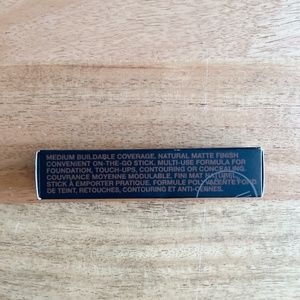 MEDIUM BUILDABLE COVERAGE. NATURAL MATTE FINISH
CONVENIENT ON-THE-GO STICK. MULTI-USE FORMULA FOR
FOUNDATION, TOUCH-UPS, CONTOURING OR CONCEALING.
COUVRANCE MOYENNE MODULABLE. FINI MAT NATUREL
STICK À EMPORTER PRATIQUE. FORMULE POLYVALENTE FOND
DE TEINT, RETOUCHES, CONTOURING ET ANTI-CERNES.